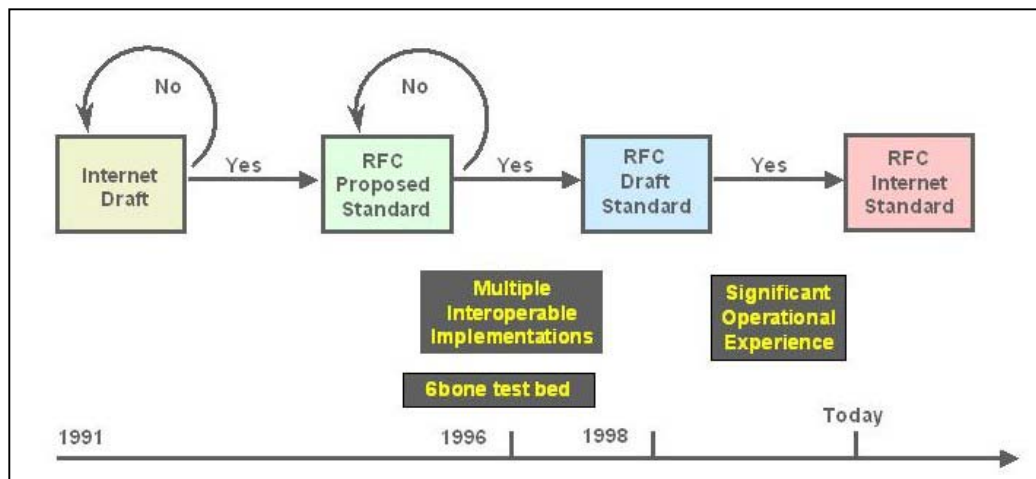 No
No
Internet
Draft
Yes
RFC
Proposed
Standard
Yes
RFC
Draft
Standard
Yes
RFC
Internet
Standard
Multiple
Interoperable
Implementations
Significant
Operational
Experience
6bone test bed
1991
1996
1998
Today